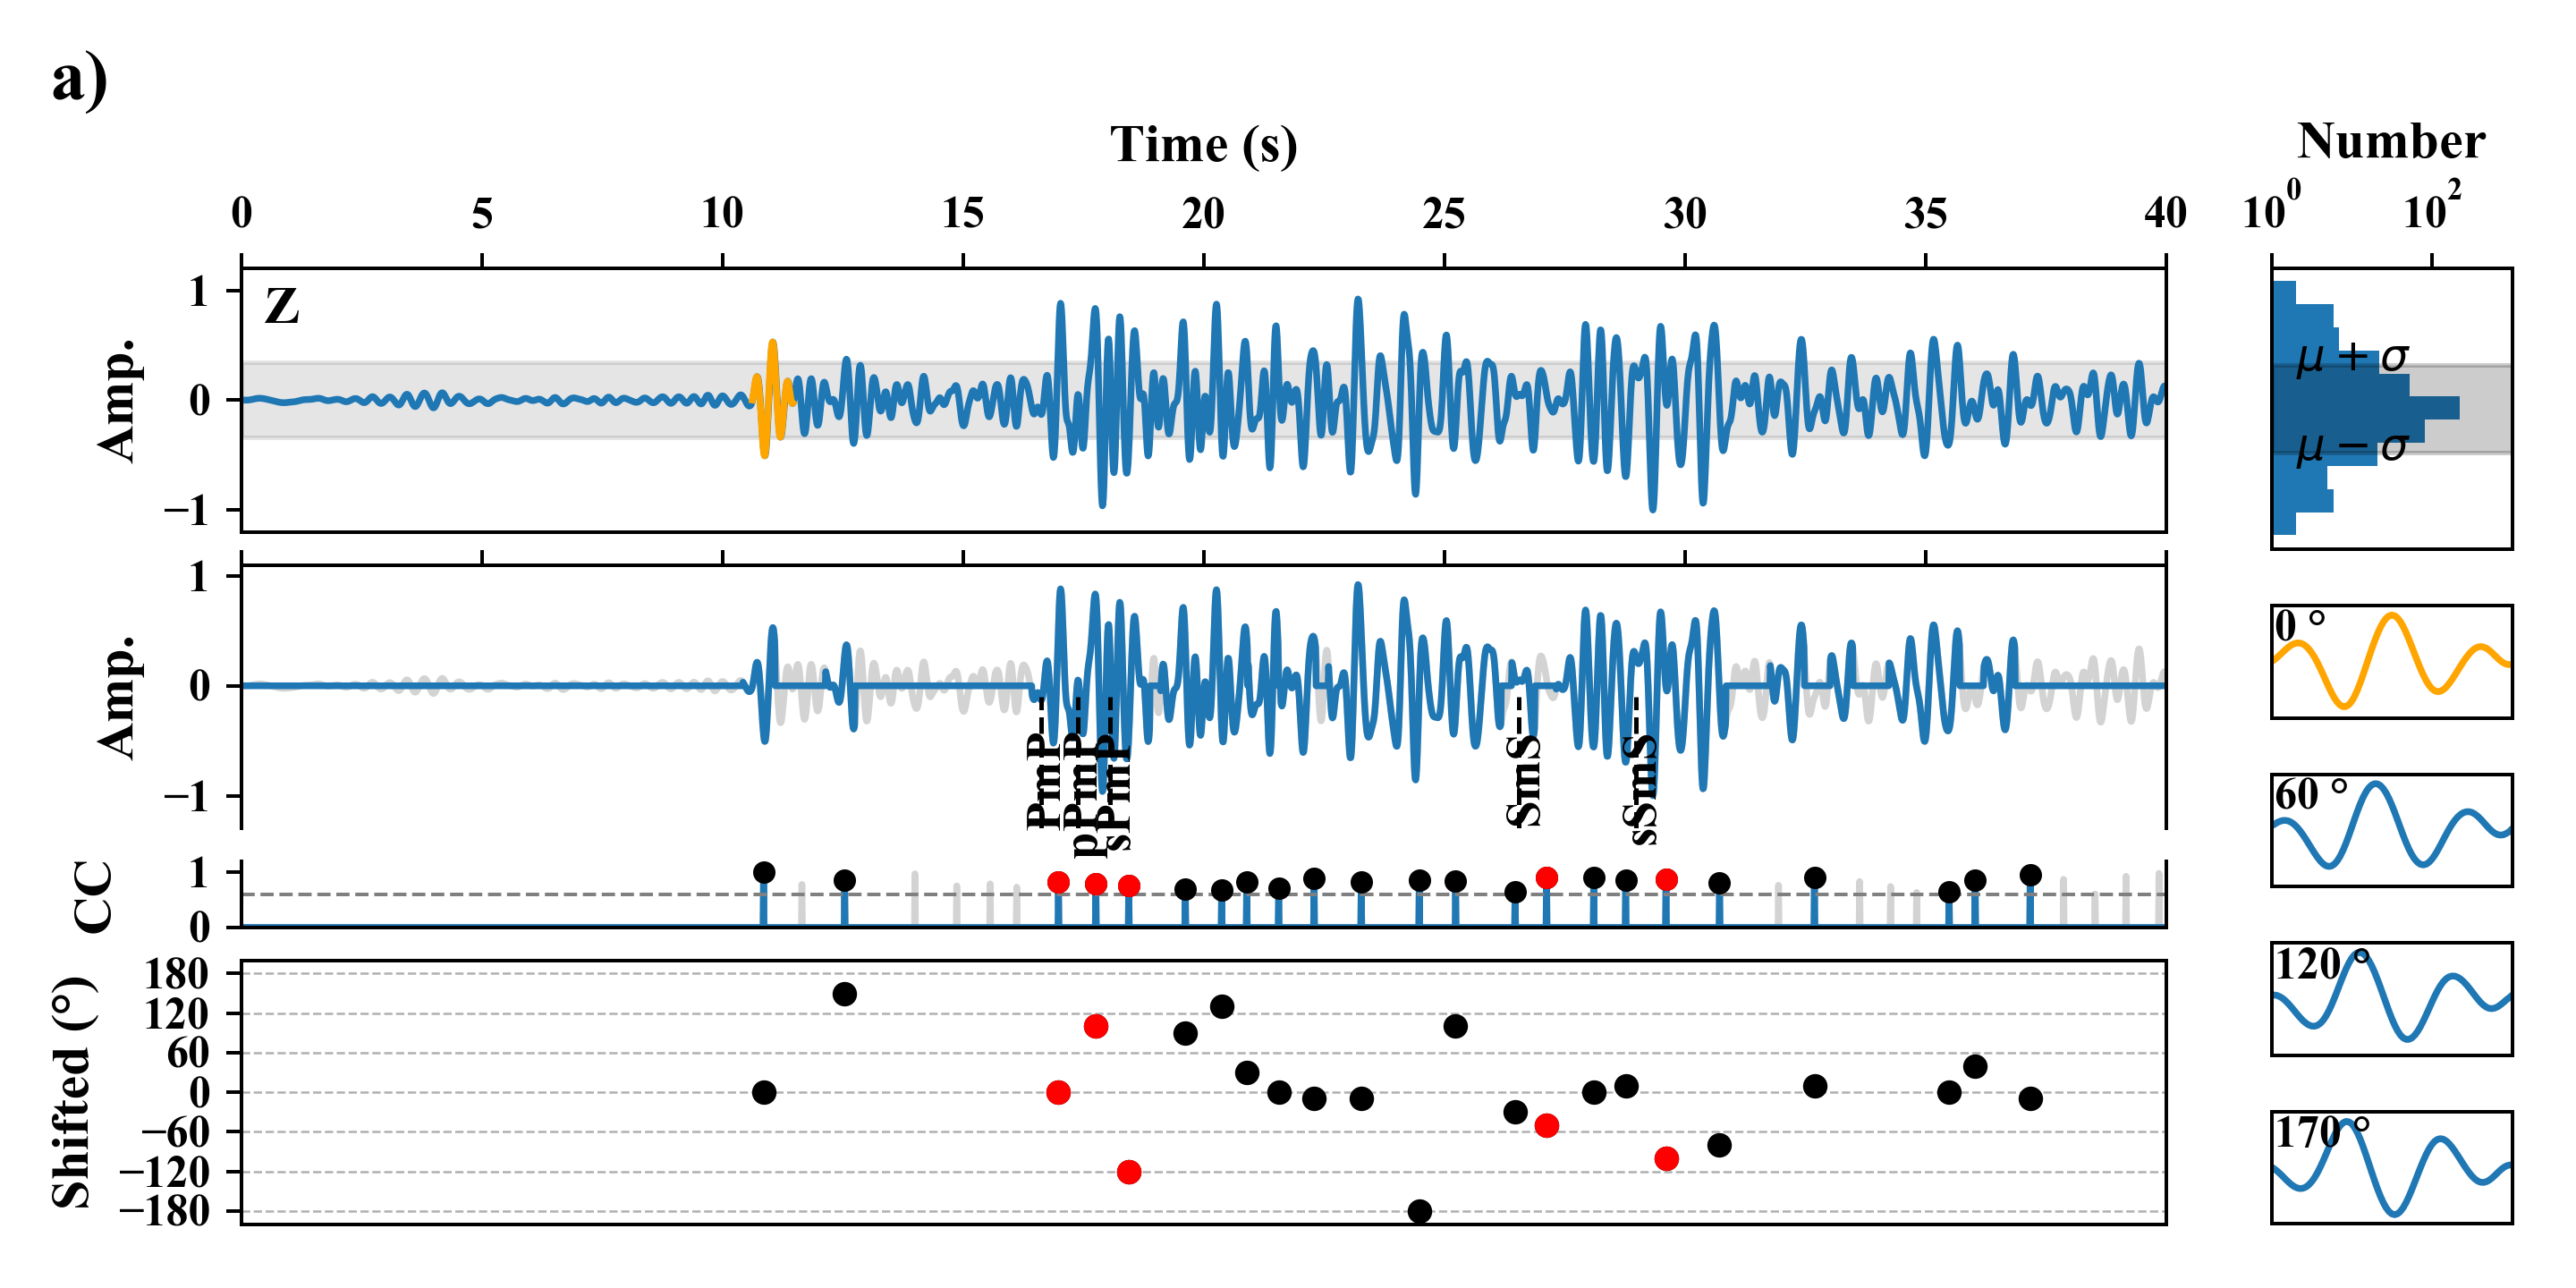 a)
Time (s)
Number
0 5 10 15 20 25 30 35 40
10^0 10^2
Z
Amp.
1
0
−1
μ + σ
μ − σ
Amp.
1
0
−1
PmP
pPmP
sPmP
SmS
sSmS
0 °
60 °
CC
1
0
120 °
Shifted (°)
180
120
60
0
−60
−120
−180
170 °